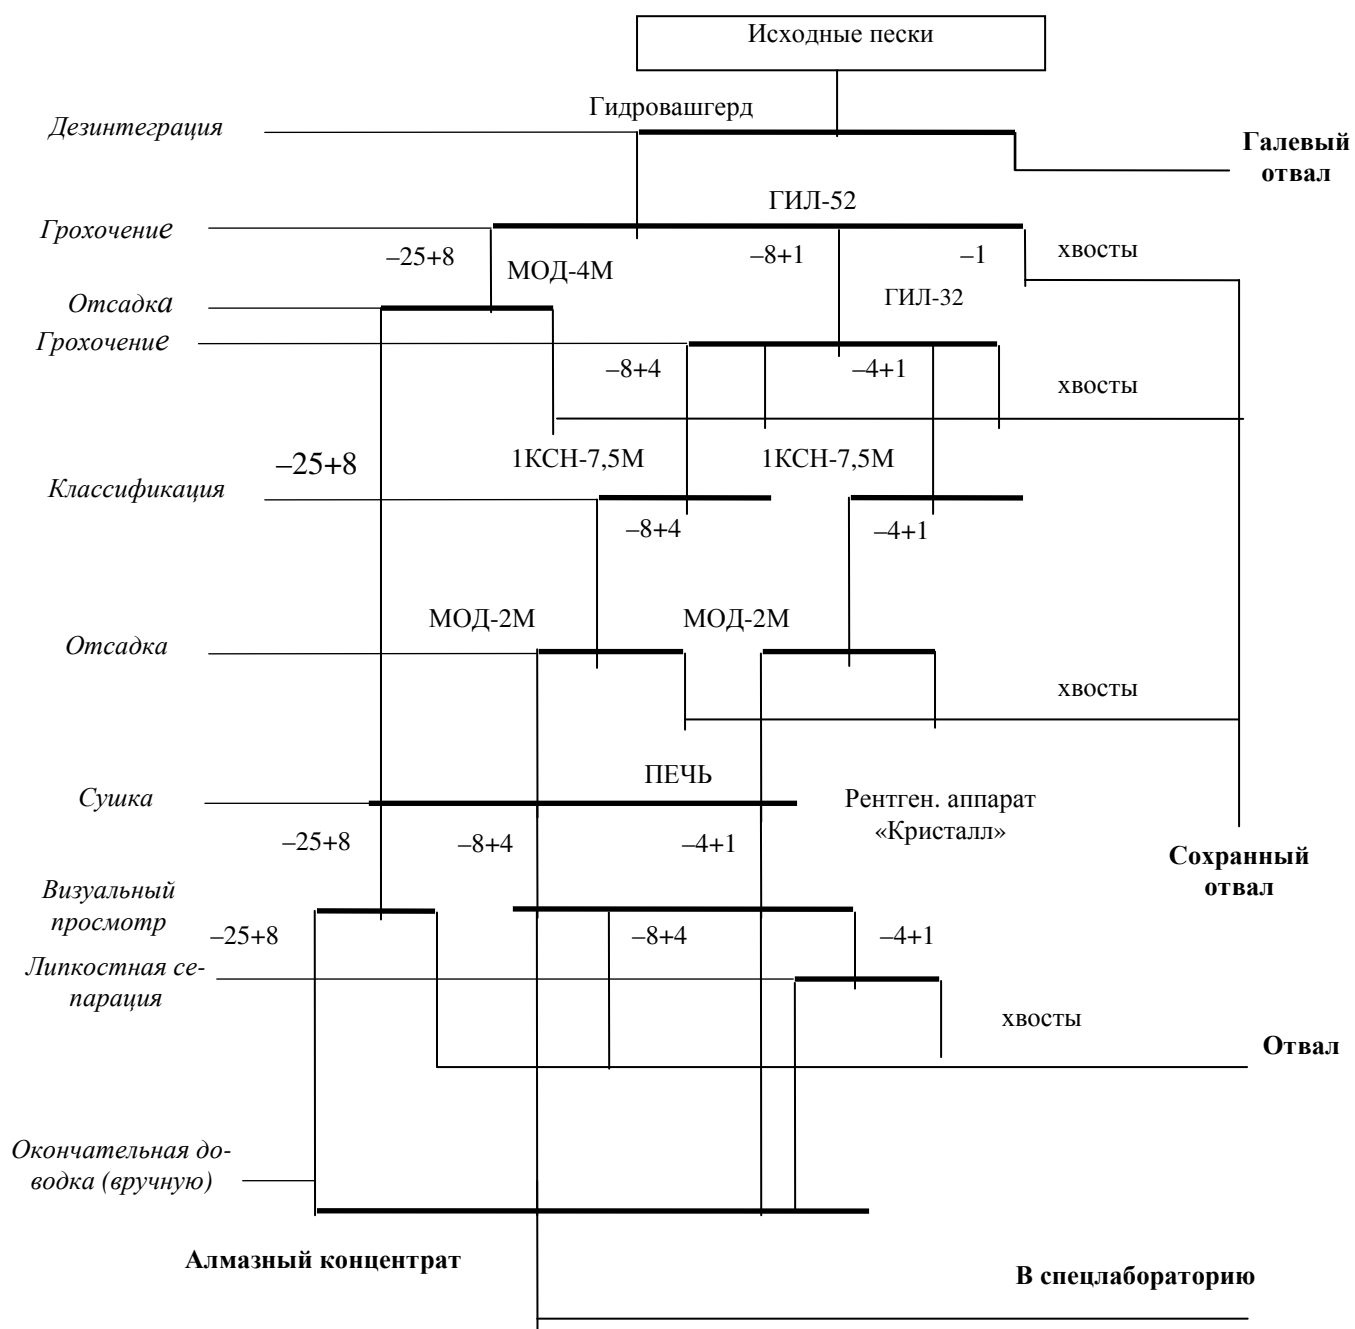 Исходные пески
Гидровашгерд
Дезинтеграция
Галевый
отвал
ГИЛ-52
Грохочение
–25+8
МОД-4М
–8+1
–1
хвосты
Отсадка
ГИЛ-32
Грохочение
–8+4
–4+1
хвосты
–25+8
1КСН-7,5М
1КСН-7,5М
Классификация
–8+4
–4+1
МОД-2М
МОД-2М
Отсадка
хвосты
ПЕЧЬ
Сушка
Рентген. аппарат
«Кристалл»
–25+8
–8+4
–4+1
Сохранный
отвал
Визуальный
просмотр
–25+8
–8+4
–4+1
Липкостная се-
парация
хвосты
Отвал
Окончательная до-
водка (вручную)
Алмазный концентрат
В спецлабораторию